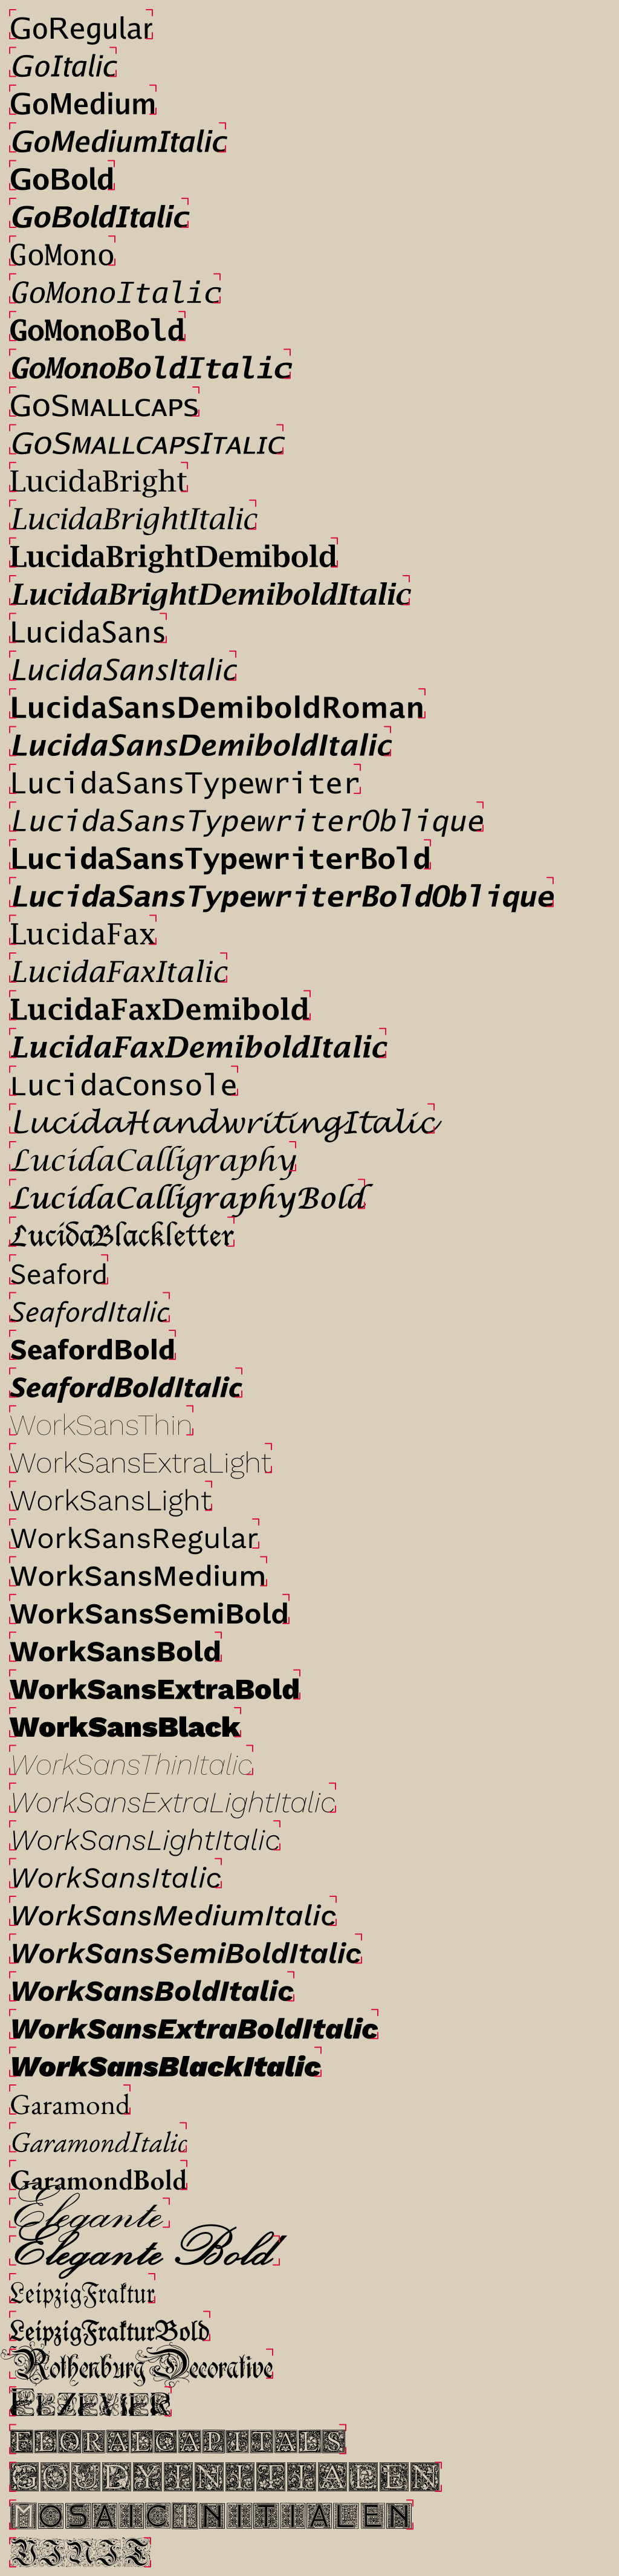 GoRegular
GoItalic
GoMedium
GoMediumItalic
GoBold
GoBoldItalic
GoMono
GoMonoItalic
GoMonoBold
GoMonoBoldItalic
GoSmallcaps
GoSmallcapsItalic
LucidaBright
LucidaBrightItalic
LucidaBrightDemibold
LucidaBrightDemiboldItalic
LucidaSans
LucidaSansItalic
LucidaSansDemiboldRoman
LucidaSansDemiboldItalic
LucidaSansTypewriter
LucidaSansTypewriterOblique
LucidaSansTypewriterBold
LucidaSansTypewriterBoldOblique
LucidaFax
LucidaFaxItalic
LucidaFaxDemibold
LucidaFaxDemiboldItalic
LucidaConsole
LucidaHandwritingItalic
LucidaCalligraphy
LucidaCalligraphyBold
LucidaBlackletter
Seaford
SeafordItalic
SeafordBold
SeafordBoldItalic
WorkSansThin
WorkSansExtraLight
WorkSansLight
WorkSansRegular
WorkSansMedium
WorkSansSemiBold
WorkSansBold
WorkSansExtraBold
WorkSansBlack
WorkSansThinItalic
WorkSansExtraLightItalic
WorkSansLightItalic
WorkSansItalic
WorkSansMediumItalic
WorkSansSemiBoldItalic
WorkSansBoldItalic
WorkSansExtraBoldItalic
WorkSansBlackItalic
Garamond
GaramondItalic
GaramondBold
Elegante
Elegante Bold
LeipzigFraktur
LeipzigFrakturBold
Rothenburg Decorative
ELZEVIER
FLORALCAPITALS
GOUDYINITIALEN
MOSAICINITIALEN